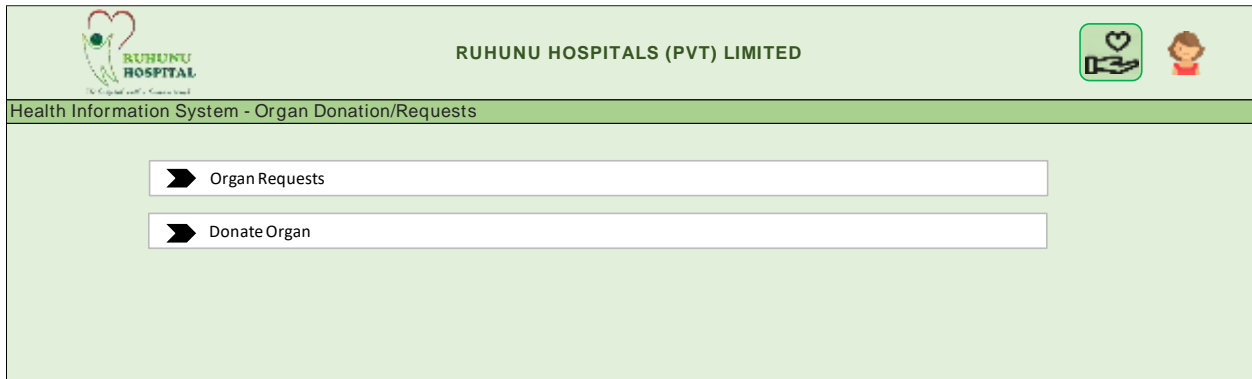 RUHUNU
HOSPITAL
RUHUNU HOSPITALS (PVT) LIMITED
Health Information System - Organ Donation/Requests
Organ Requests
Donate Organ